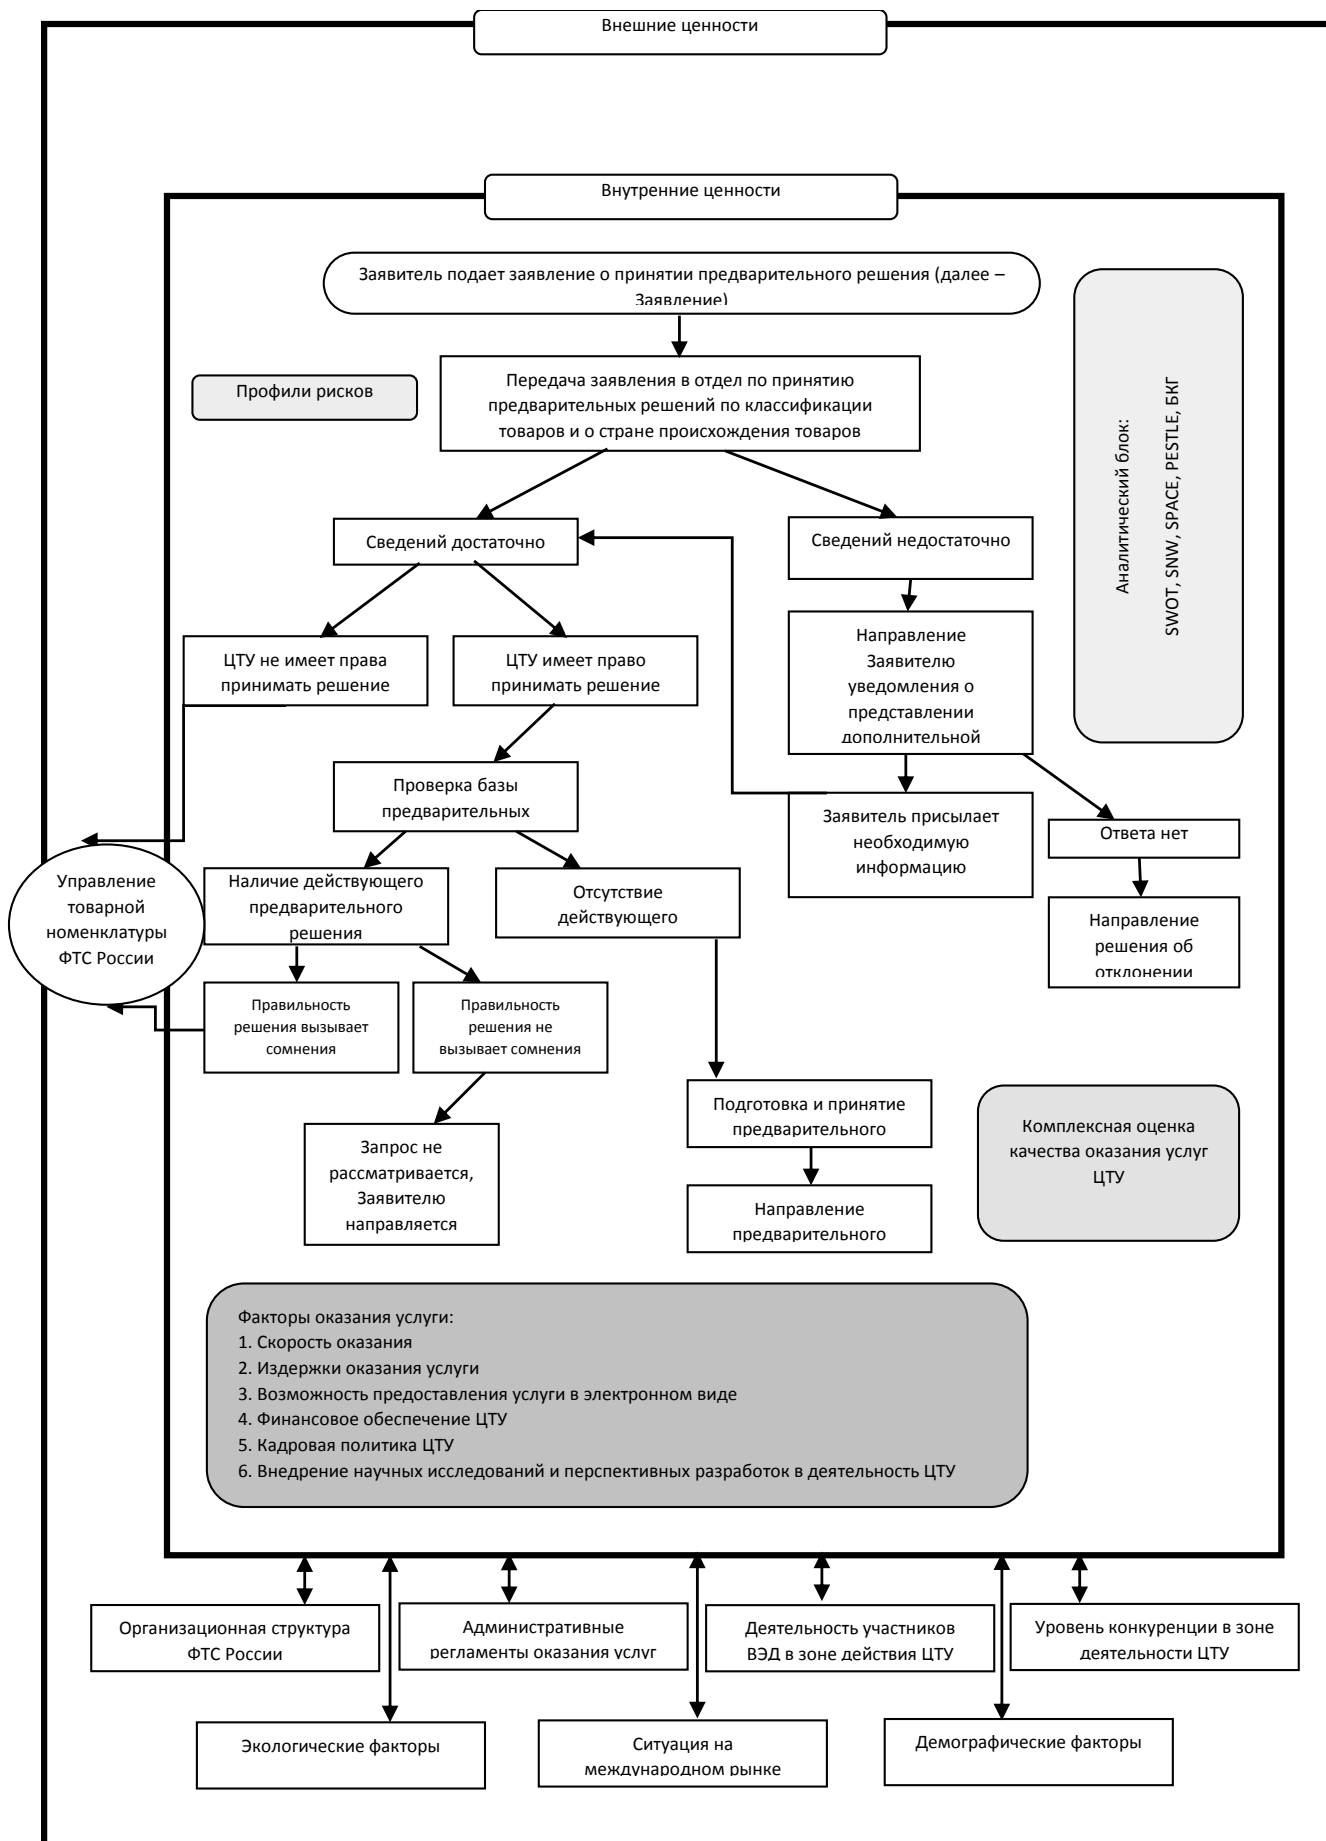 Внешние ценности
Внутренние ценности
Заявитель подает заявление о принятии предварительного решения (далее –
Заявление)
Профили рисков
Передача заявления в отдел по принятию
предварительных решений по классификации
товаров и о стране происхождения товаров
Аналитический блок:
SWOT, SNW, SPACE, PESTLE, БКГ
Сведений достаточно
Сведений недостаточно
ЦТУ не имеет права
принимать решение
ЦТУ имеет право
принимать решение
Направление
Заявителю
уведомления о
представлении
дополнительной
Проверка базы
предварительных
Заявитель присылает
необходимую
информацию
Ответа нет
Управление
товарной
номенклатуры
ФТС России
Наличие действующего
предварительного
решения
Отсутствие
действующего
Направление
решения об
отклонении
Правильность
решения вызывает
сомнения
Правильность
решения не
вызывает сомнения
Подготовка и принятие
предварительного
Комплексная оценка
качества оказания услуг
ЦТУ
Запрос не
рассматривается,
Заявителю
направляется
Направление
предварительного
Факторы оказания услуги:
1. Скорость оказания
2. Издержки оказания услуги
3. Возможность предоставления услуги в электронном виде
4. Финансовое обеспечение ЦТУ
5. Кадровая политика ЦТУ
6. Внедрение научных исследований и перспективных разработок в деятельность ЦТУ
Организационная структура
ФТС России
Административные
регламенты оказания услуг
Деятельность участников
ВЭД в зоне действия ЦТУ
Уровень конкуренции в зоне
деятельности ЦТУ
Экологические факторы
Ситуация на
международном рынке
Демографические факторы